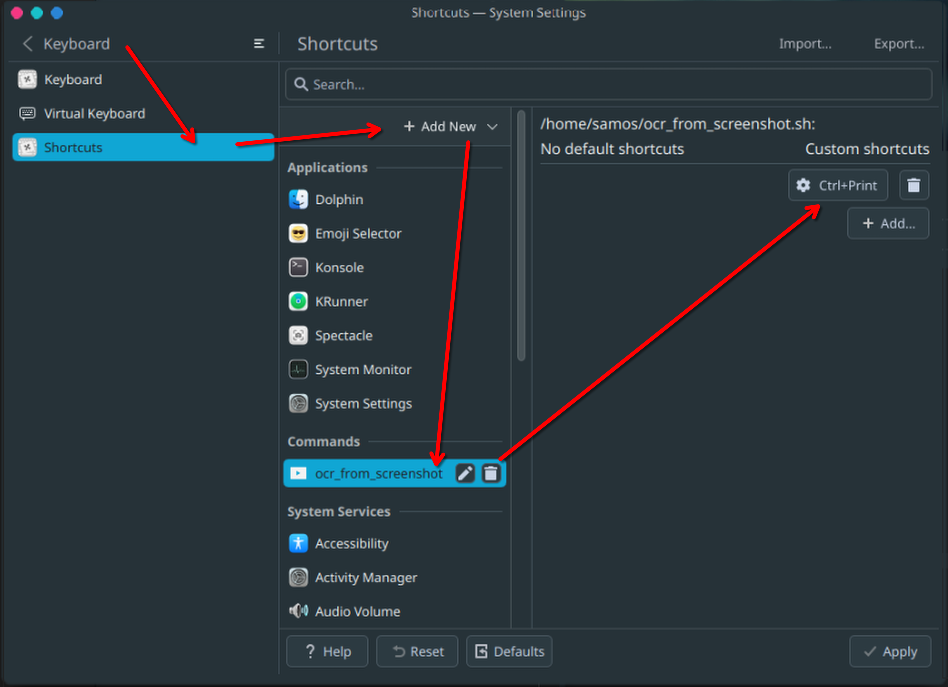 Shortcuts — System Settings
Keyboard
Shortcuts
Import...
Export...
Keyboard
Virtual Keyboard
Shortcuts
Search...
+ Add New
Applications
Dolphin
Emoji Selector
Konsole
KRunner
Spectacle
System Monitor
System Settings
Commands
ocr_from_screenshot
System Services
Accessibility
Activity Manager
Audio Volume
/home/samos/ocr_from_screenshot.sh:
No default shortcuts
Custom shortcuts
Ctrl+Print
+ Add...
? Help
Reset
Defaults
Apply